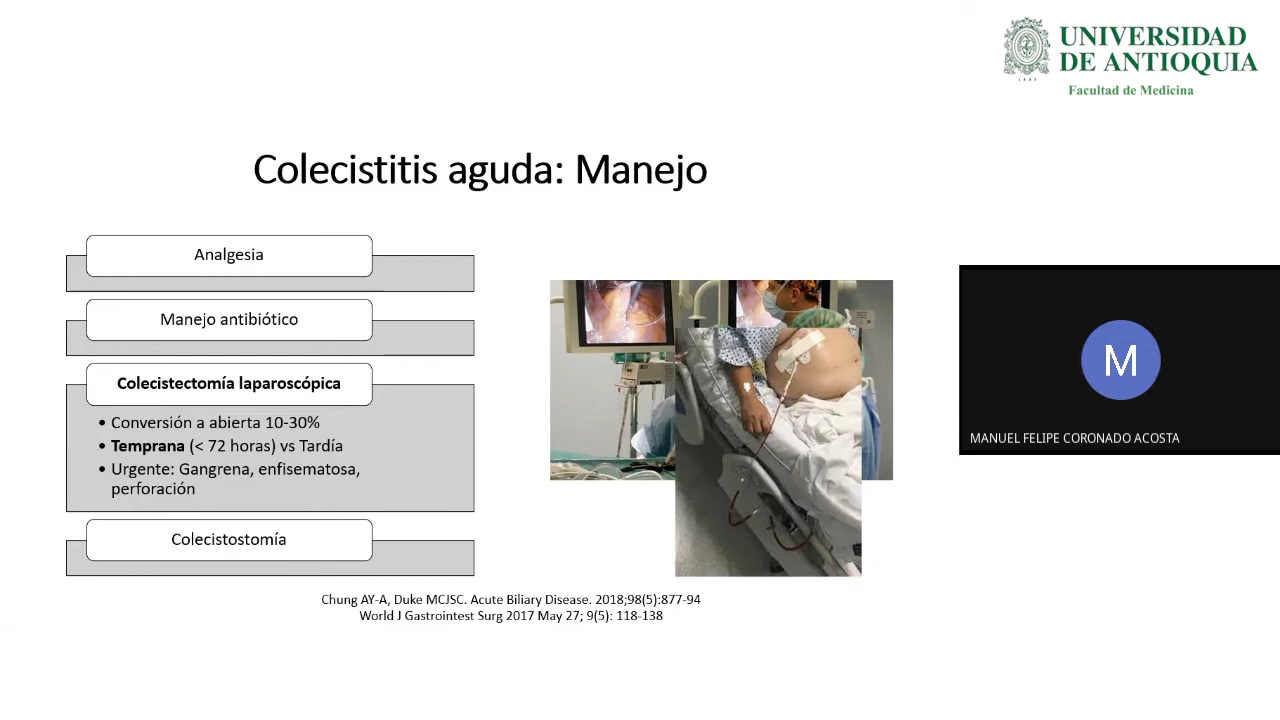 UNIVERSIDAD
DE ANTIOQUIA
1803
Facultad de Medicina
Colecistitis aguda: Manejo
Analgesia
Manejo antibiótico
Colecistectomía laparoscópica
• Conversión a abierta 10-30%
• Temprana (< 72 horas) vs Tardía
• Urgente: Gangrena, enfisematosa,
perforación
Colecistostomía
Chung AY-A, Duke MCJSC. Acute Biliary Disease. 2018;98(5):877-94
World J Gastrointest Surg 2017 May 27; 9(5): 118-138
M
MANUEL FELIPE CORONADO ACOSTA